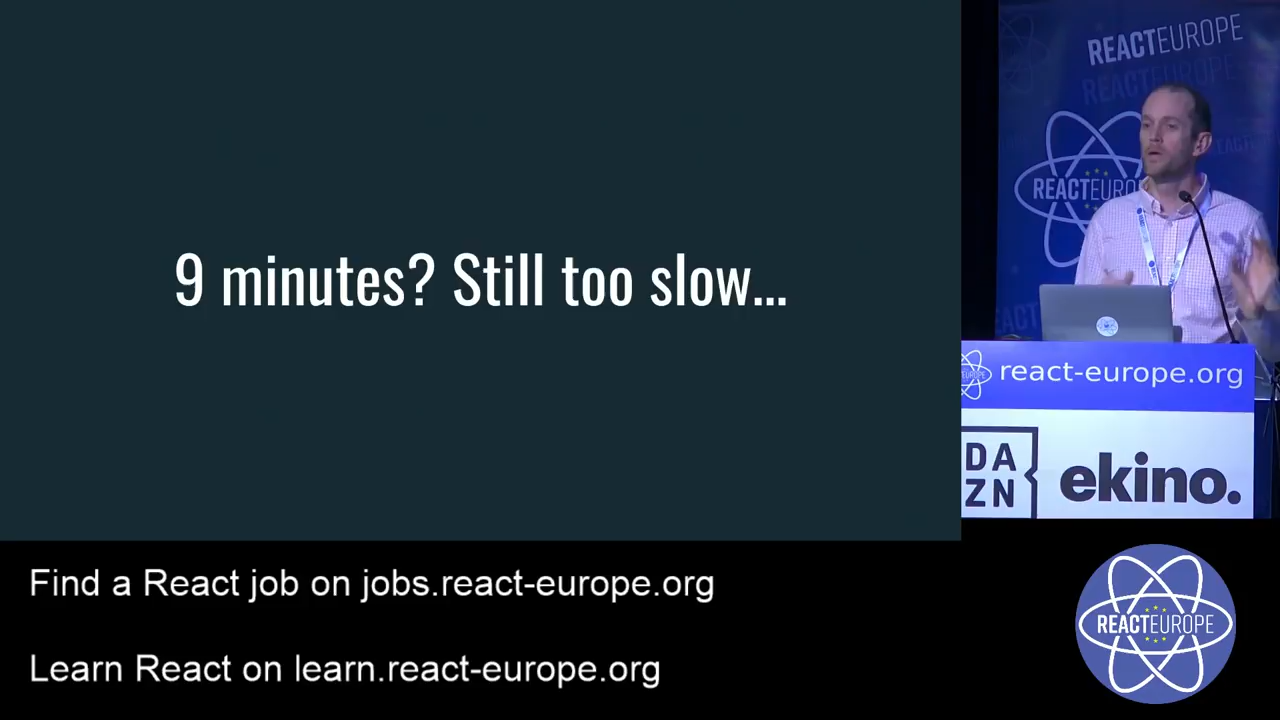 9 minutes? Still too slow...
REACTEUROPE
REACTEUROPE
REACTEURO
react-europe.org
DA
ZN
ekino.
Find a React job on jobs.react-europe.org
Learn React on learn.react-europe.org
REACTEUROPE